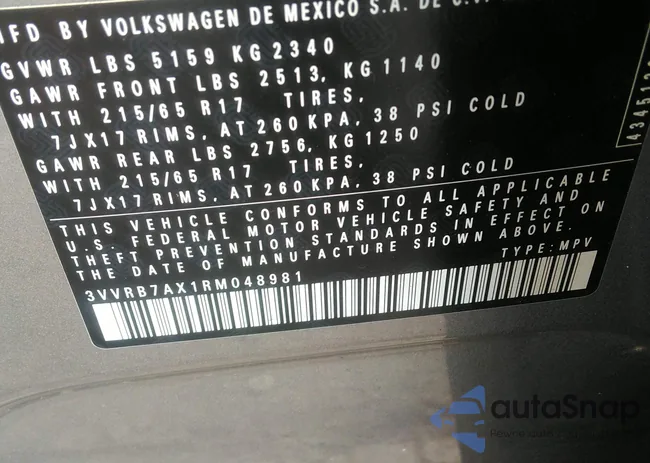 MFD BY VOLKSWAGEN DE MEXICO S.A. DE C.V.
GVWR LBS 5159 KG 2340
GAWR FRONT LBS 2513, KG 1140
WITH 215/65 R17 TIRES,
7JX17 RIMS, AT 260 KPA, 38 PSI COLD
GAWR REAR LBS 2756, KG 1250
WITH 215/65 R17 TIRES,
7JX17 RIMS, AT 260 KPA, 38 PSI COLD
THIS VEHICLE CONFORMS TO ALL APPLICABLE
U.S. FEDERAL MOTOR VEHICLE SAFETY AND
THEFT PREVENTION STANDARDS IN EFFECT ON
THE DATE OF MANUFACTURE SHOWN ABOVE.
TYPE: MPV
3VVRB7AX1RM048981
autoSnap